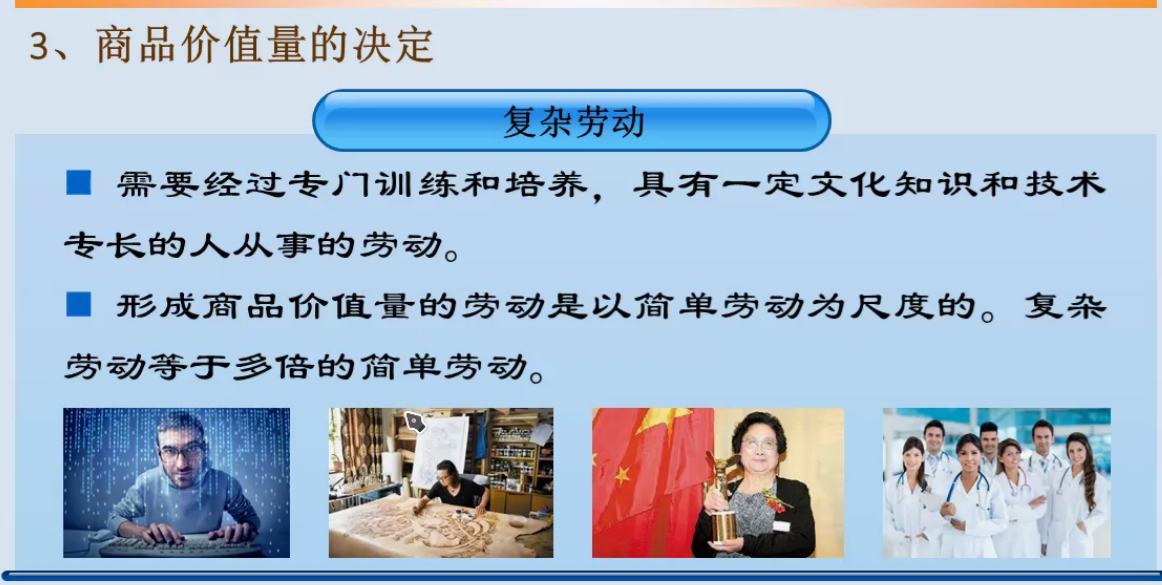 3、商品价值量的决定
复杂劳动
需要经过专门训练和培养，具有一定文化知识和技术
专长的人从事的劳动。
形成商品价值量的劳动是以简单劳动为尺度的。复杂
劳动等于多倍的简单劳动。